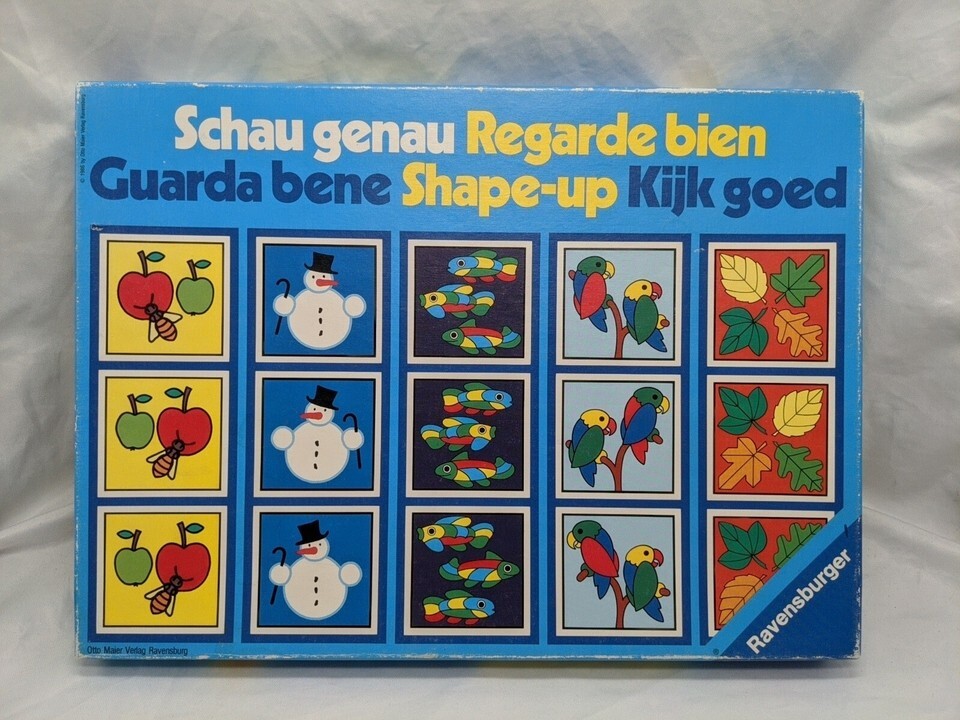 Schau genau Regarde bien
Guarda bene Shape-up Kijk goed
Ravensburger
Otto Maier Verlag Ravensburg